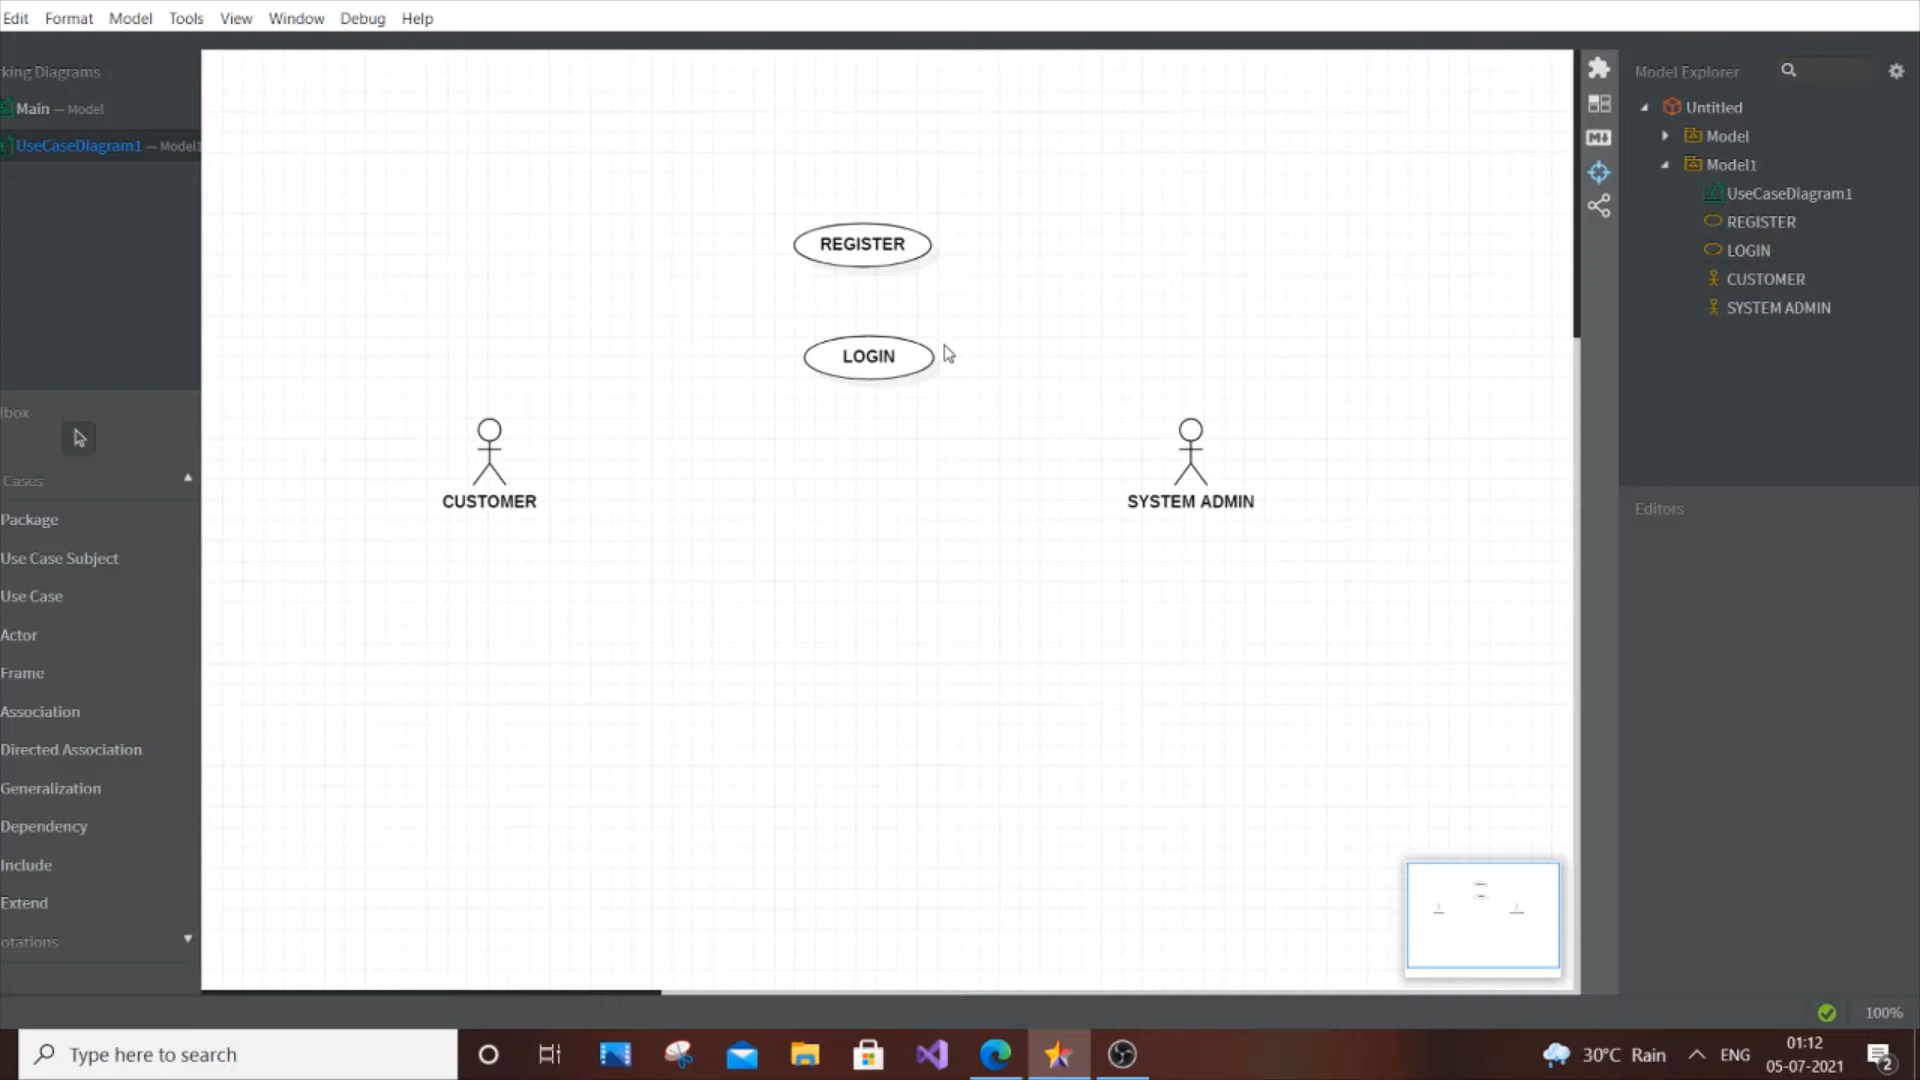 Edit Format Model Tools View Window Debug Help
king Diagrams
Main — Model
UseCaseDiagram1 — Model1
lbox
Cases
Package
Use Case Subject
Use Case
Actor
Frame
Association
Directed Association
Generalization
Dependency
Include
Extend
otations
REGISTER
LOGIN
CUSTOMER
SYSTEM ADMIN
Model Explorer
Untitled
Model
Model1
UseCaseDiagram1
REGISTER
LOGIN
CUSTOMER
SYSTEM ADMIN
Editors
100%
Type here to search
30°C Rain
ENG
01:12
05-07-2021
2